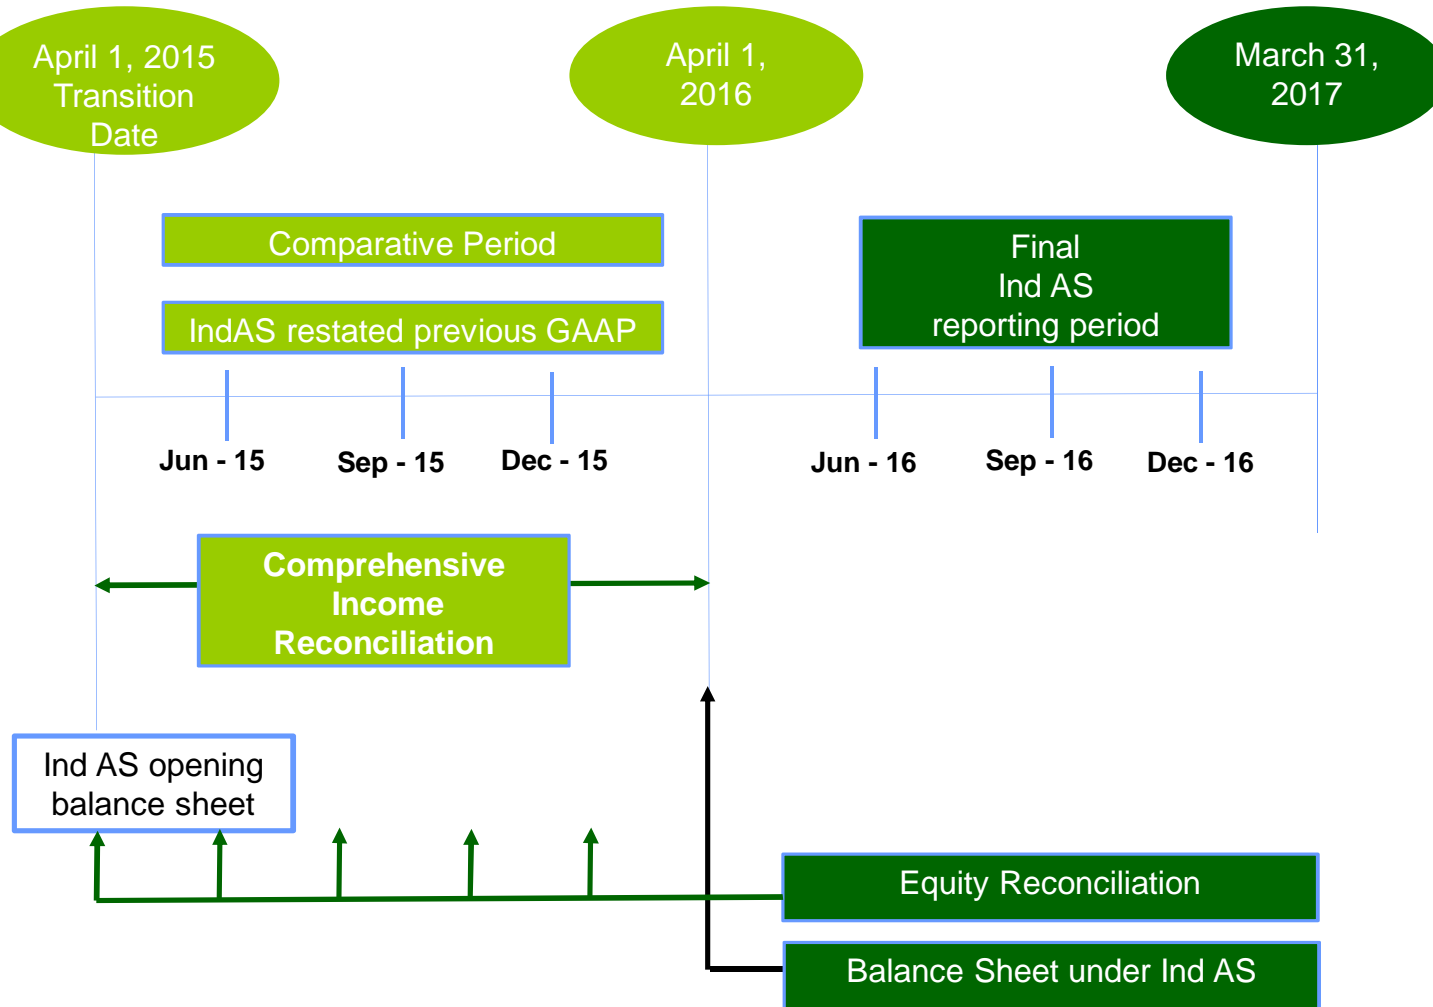 April 1, 2015
Transition
Date
April 1,
2016
March 31,
2017
Comparative Period
IndAS restated previous GAAP
Final
Ind AS
reporting period
Jun - 15
Sep - 15
Dec - 15
Jun - 16
Sep - 16
Dec - 16
Comprehensive
Income
Reconciliation
Ind AS opening
balance sheet
Equity Reconciliation
Balance Sheet under Ind AS